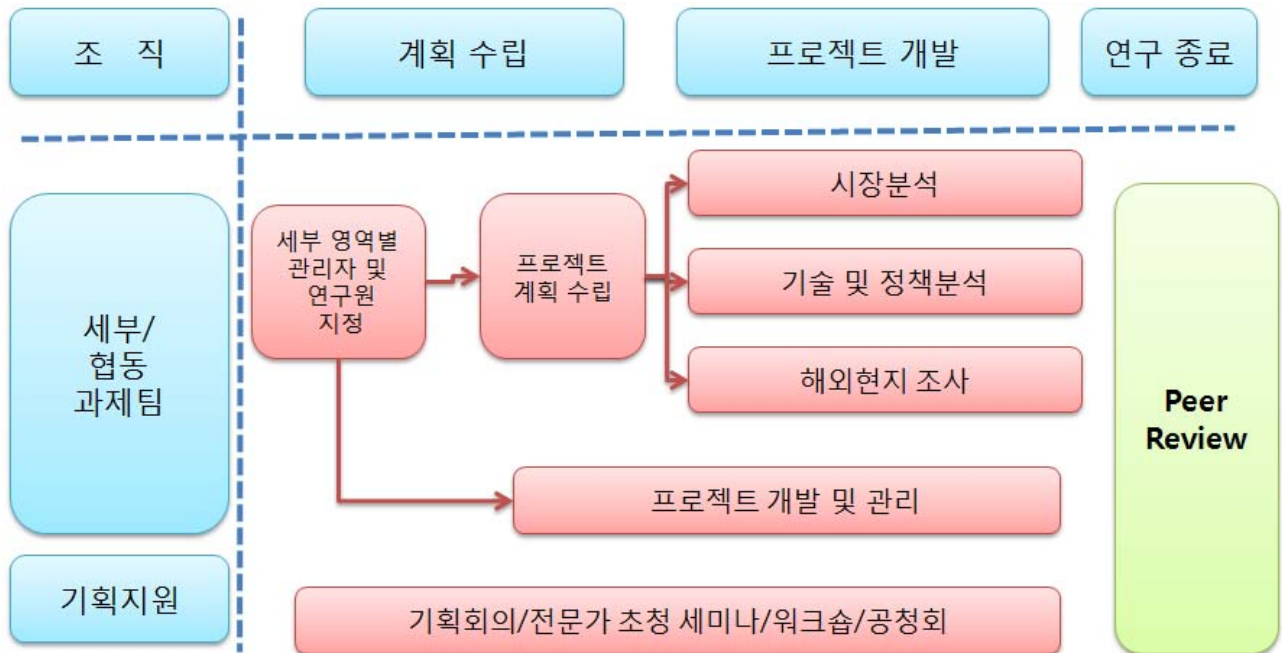 조 직
계획 수립
프로젝트 개발
연구 종료
세부/
협동
과제팀
세부 영역별
관리자 및
연구원
지정
프로젝트
계획 수립
시장분석
기술 및 정책분석
해외현지 조사
프로젝트 개발 및 관리
Peer
Review
기획지원
기획회의/전문가 초청 세미나/워크숍/공청회